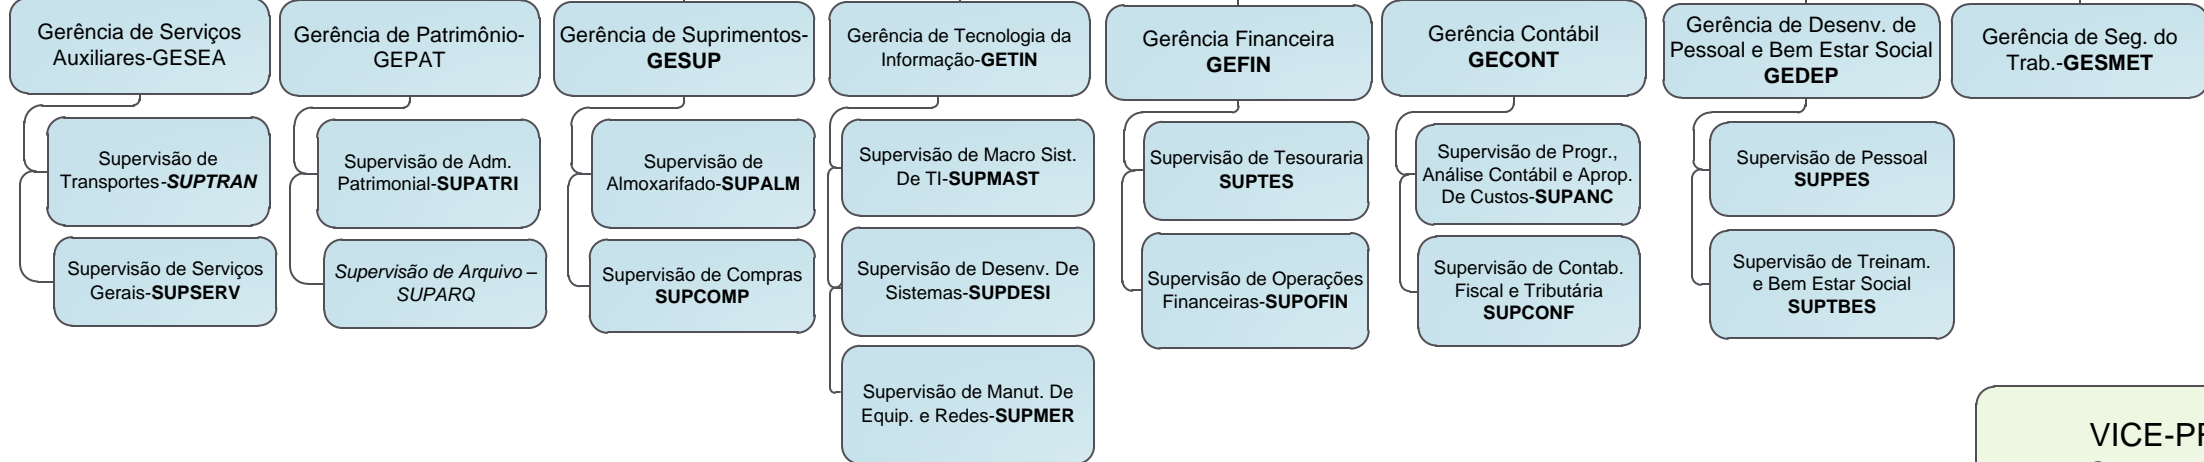 Gerência de Serviços
Auxiliares-GESEA
Gerência de Patrimônio-
GEPAT
Gerência de Suprimentos-
GESUP
Gerência de Tecnologia da
Informação-GETIN
Gerência Financeira
GEFIN
Gerência Contábil
GECONT
Gerência de Desenv. de
Pessoal e Bem Estar Social
GEDEP
Gerência de Seg. do
Trab.-GESMET
Supervisão de
Transportes-SUPTRAN
Supervisão de Adm.
Patrimonial-SUPATRI
Supervisão de
Almoxarifado-SUPALM
Supervisão de Macro Sist.
De TI-SUPMAST
Supervisão de Tesouraria
SUPTES
Supervisão de Progr.,
Análise Contábil e Aprop.
De Custos-SUPANC
Supervisão de Pessoal
SUPPES
Supervisão de Serviços
Gerais-SUPSERV
Supervisão de Arquivo –
SUPARQ
Supervisão de Compras
SUPCOMP
Supervisão de Desenv. De
Sistemas-SUPDESI
Supervisão de Operações
Financeiras-SUPOFIN
Supervisão de Contab.
Fiscal e Tributária
SUPCONF
Supervisão de Treinam.
e Bem Estar Social
SUPTBES
Supervisão de Manut. De
Equip. e Redes-SUPMER
VICE-PR